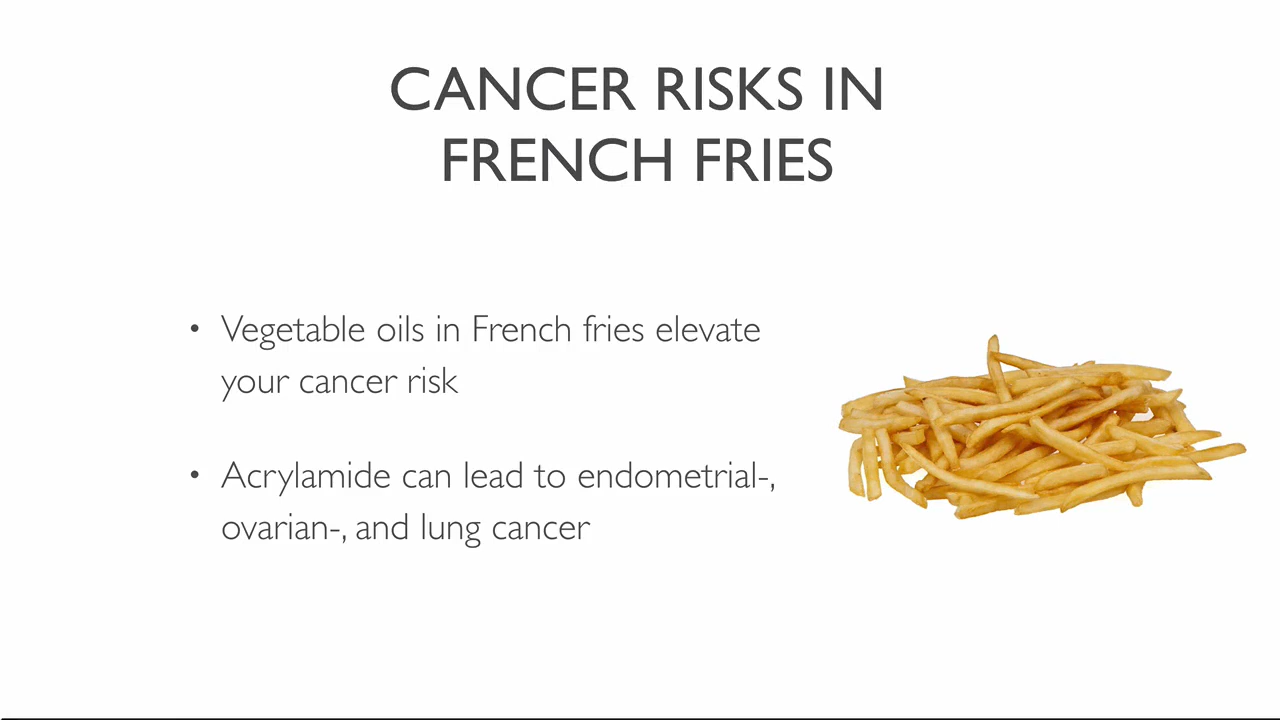 CANCER RISKS IN
FRENCH FRIES
• Vegetable oils in French fries elevate
your cancer risk
• Acrylamide can lead to endometrial-,
ovarian-, and lung cancer